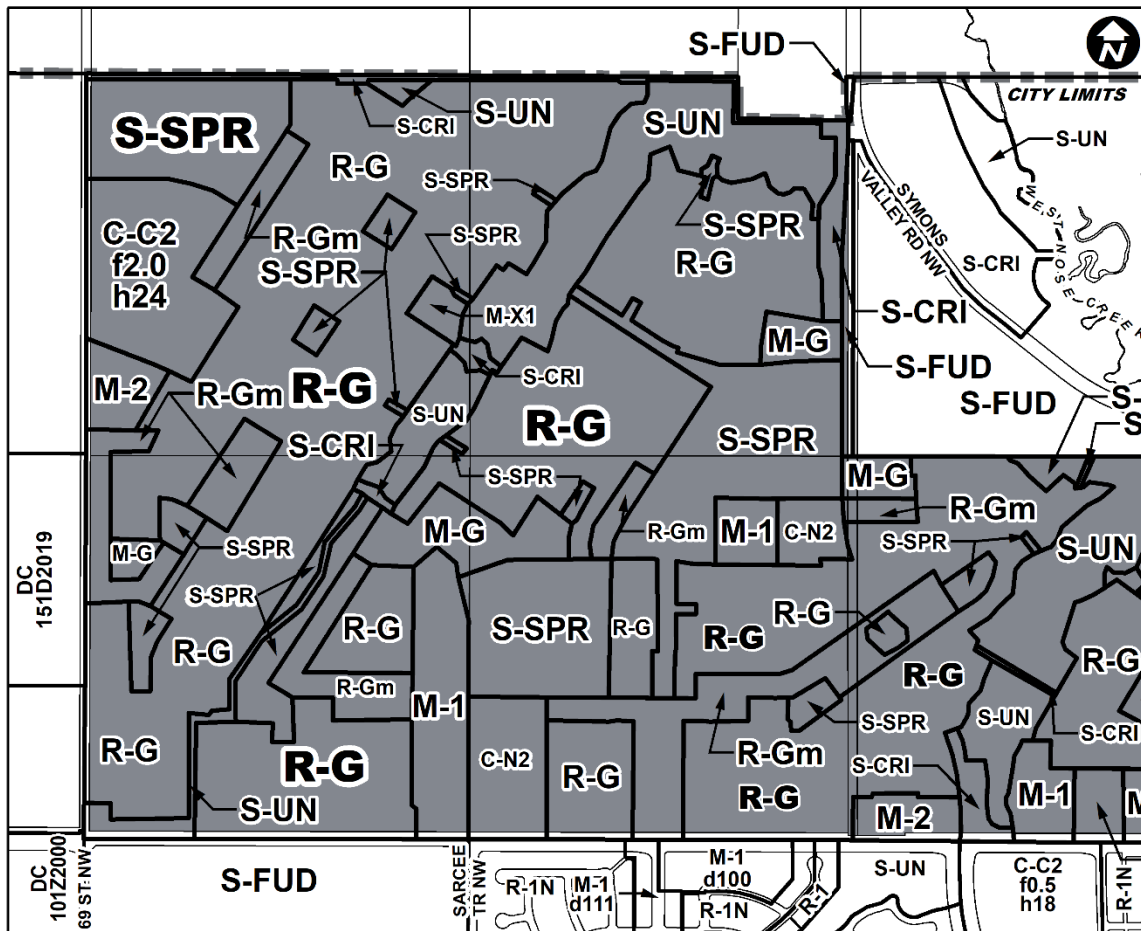 N
S-FUD
CITY LIMITS
S-SPR
S-CRI
S-UN
S-UN
S-UN
R-G
S-SPR
S-SPR
R-G
SYMONS
VALLEY RD NW
WEST NOSE CREEK
C-C2
f2.0
h24
R-Gm
S-SPR
S-SPR
S-CRI
M-X1
S-CRI
M-G
S-CRI
S-FUD
M-2
R-Gm
R-G
S-UN
R-G
S-FUD
S-
S
S-CRI
S-SPR
S-SPR
M-G
R-Gm
M-G
R-Gm
M-1
C-N2
S-SPR
S-UN
M-G
S-SPR
DC
151D2019
S-SPR
R-G
S-SPR
R-G
R-G
R-G
R-G
R-G
R-G
R-Gm
M-1
S-UN
S-CRI
R-G
C-N2
R-G
R-Gm
S-SPR
R-G
S-UN
R-G
S-CRI
M-2
M-1
M
DC
101Z2000
69 ST NW
S-FUD
SARCEE
TR NW
R-1N
M-1
d111
M-1
d100
R-1N
R-1
S-UN
C-C2
f0.5
h18
R-1N